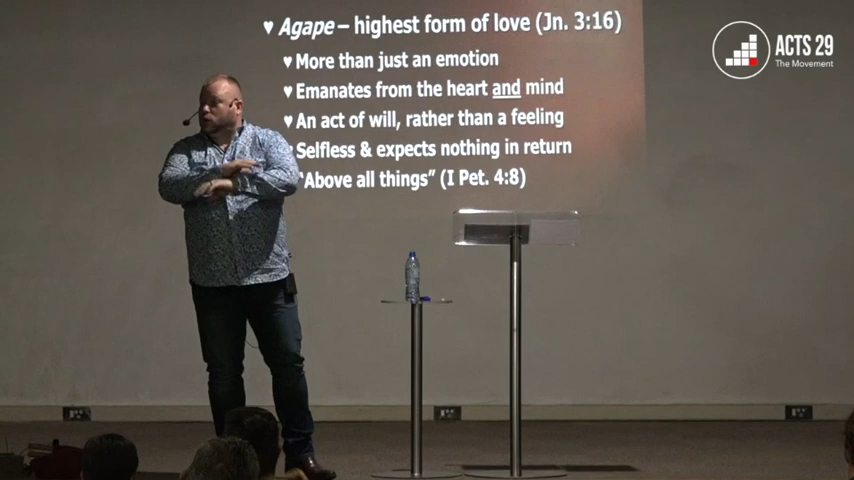 ♥ Agape – highest form of love (Jn. 3:16)
♥ More than just an emotion
♥ Emanates from the heart and mind
♥ An act of will, rather than a feeling
♥ Selfless & expects nothing in return
"Above all things" (I Pet. 4:8)
ACTS 29
The Movement